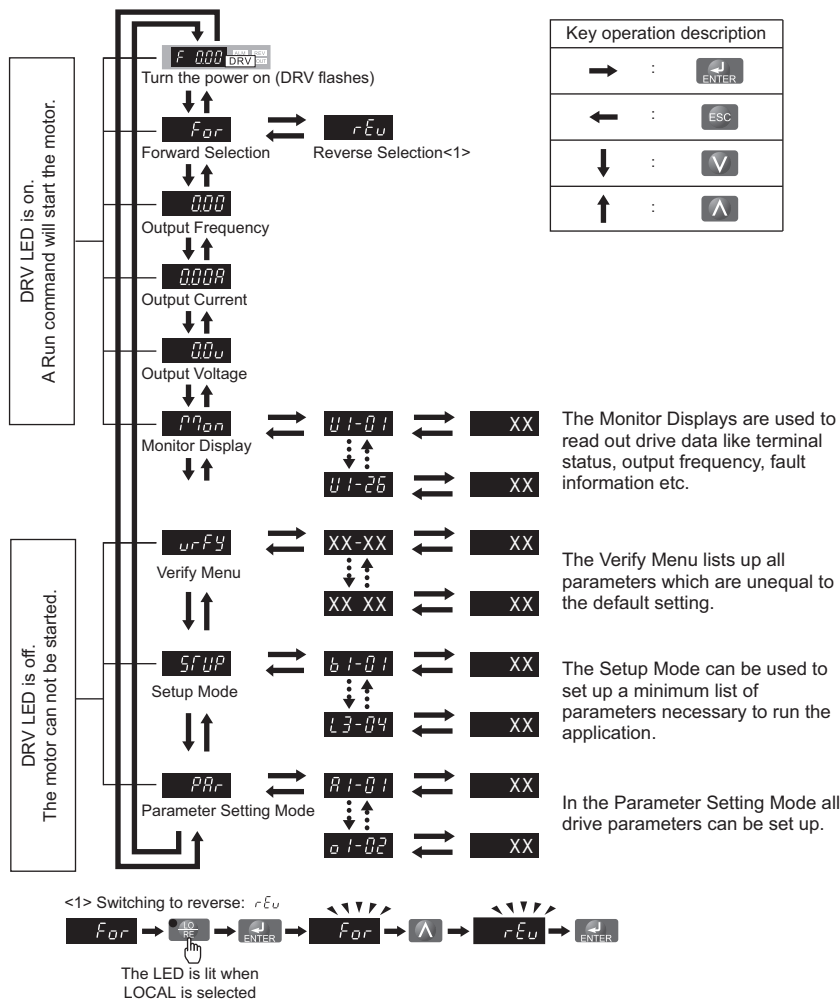 F 0.00
ALM REV
DRV OUT
Turn the power on (DRV flashes)
For
rEv
Forward Selection
Reverse Selection<1>
0.00
Output Frequency
0.00A
Output Current
0.0v
Output Voltage
Mon
Monitor Display
DRV LED is on.
A Run command will start the motor.
Key operation description
:
ENTER
:
ESC
:
V
:
Λ
U1-01
XX
U1-26
XX
The Monitor Displays are used to
read out drive data like terminal
status, output frequency, fault
information etc.
DRV LED is off.
The motor can not be started.
vrFY
Verify Menu
XX-XX
XX
XX XX
XX
The Verify Menu lists up all
parameters which are unequal to
the default setting.
STUP
Setup Mode
b1-01
XX
L3-04
XX
The Setup Mode can be used to
set up a minimum list of
parameters necessary to run the
application.
PAr
Parameter Setting Mode
A1-01
XX
o1-02
XX
In the Parameter Setting Mode all
drive parameters can be set up.
<1> Switching to reverse: rEv
For
LO
RE
ENTER
For
Λ
rEv
ENTER
The LED is lit when
LOCAL is selected